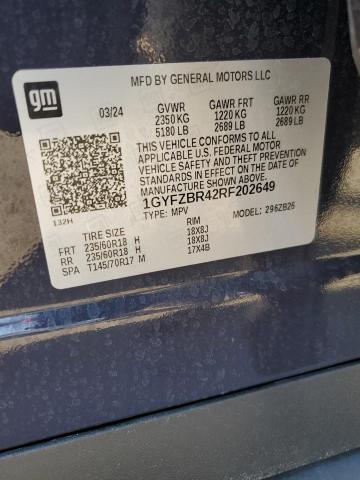 MFD BY GENERAL MOTORS LLC
gm
03/24 GVWR GAWR FRT GAWR RR
2350 KG 1220 KG 1220 KG
5180 LB 2689 LB 2689 LB
THIS VEHICLE CONFORMS TO ALL
APPLICABLE U.S. FEDERAL MOTOR
VEHICLE SAFETY AND THEFT PREVENTION
STANDARDS IN EFFECT ON THE DATE OF
MANUFACTURE SHOWN ABOVE.
1GYFZBR42RF202649
132H TYPE: MPV 296ZB26
TIRE SIZE RIM
FRT 235/60R18 H 18X8J
RR 235/60R18 H 18X8J
SPA T145/70R17 M 17X4B